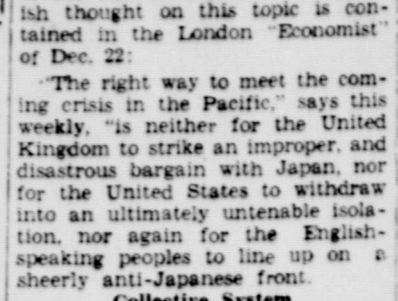 ish thought on this topic is con-
tained in the London "Economist"
of Dec. 22:
"The right way to meet the com-
ing crisis in the Pacific," says this
weekly, "is neither for the United
Kingdom to strike an improper, and
disastrous bargain with Japan, nor
for the United States to withdraw
into an ultimately untenable isola-
tion, nor again for the English-
speaking peoples to line up on a
sheerly anti-Japanese front.
Collective System